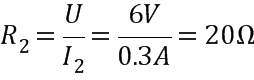 R₂ = U/I₂ = 6V/0.3A = 20Ω